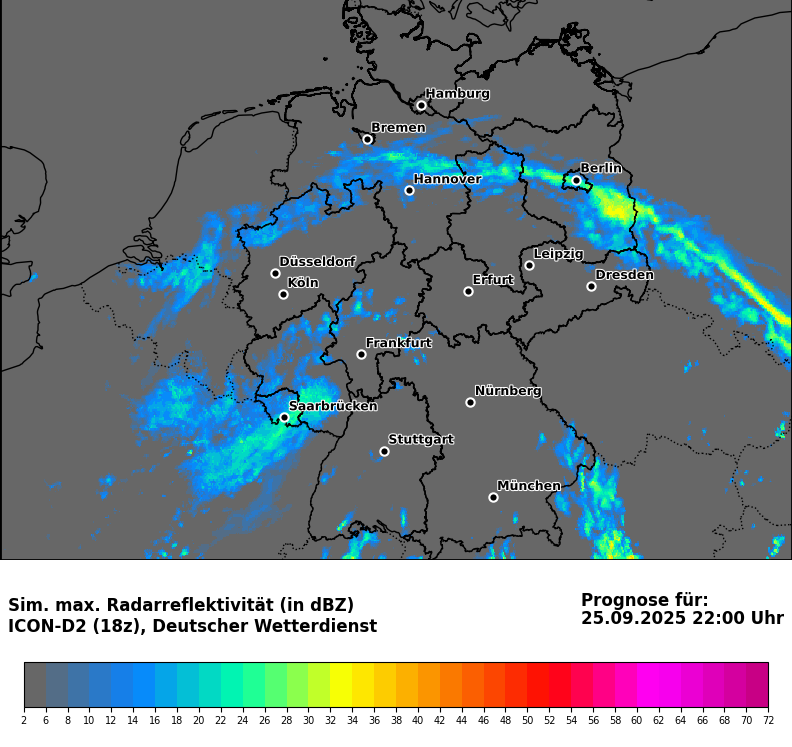 Hamburg
Bremen
Berlin
Hannover
Leipzig
Düsseldorf
Dresden
Erfurt
Köln
Frankfurt
Nürnberg
Saarbrücken
Stuttgart
München
Sim. max. Radarreflektivität (in dBZ)
ICON-D2 (18z), Deutscher Wetterdienst
Prognose für:
25.09.2025 22:00 Uhr
2 6 8 10 12 14 16 18 20 22 24 26 28 30 32 34 36 38 40 42 44 46 48 50 52 54 56 58 60 62 64 66 68 70 72